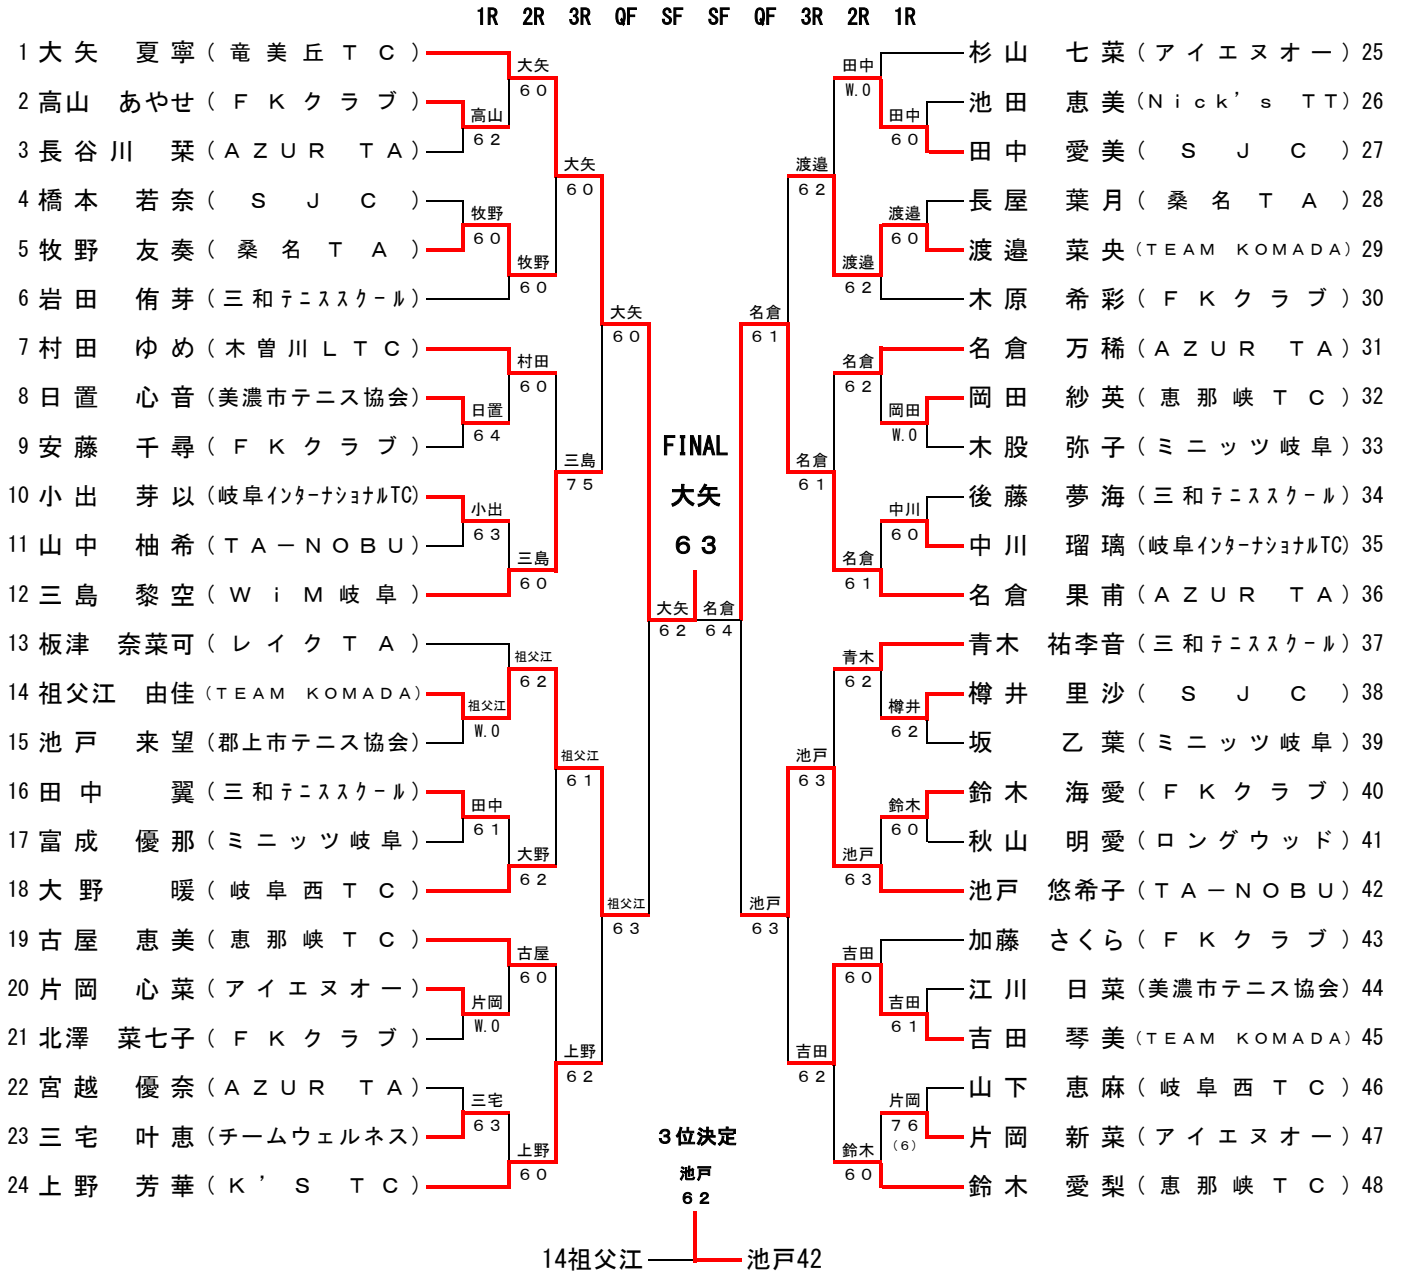 1R 2R 3R QF SF SF QF 3R 2R 1R
1 大矢 夏寧 (竜美丘TC)
2 高山 あやせ (FKクラブ)
3 長谷川 栞 (AZUR TA)
4 橋本 若奈 (SJC)
5 牧野 友奏 (桑名TA)
6 岩田 侑芽 (三和テニススクール)
7 村田 ゆめ (木曽川LTC)
8 日置 心音 (美濃市テニス協会)
9 安藤 千尋 (FKクラブ)
10 小出 芽以 (岐阜インターナショナルTC)
11 山中 柚希 (TA－NOBU)
12 三島 黎空 (WiM岐阜)
13 板津 奈菜可 (レイクTA)
14 祖父江 由佳 (TEAM KOMADA)
15 池戸 来望 (郡上市テニス協会)
16 田中 翼 (三和テニススクール)
17 富成 優那 (ミニッツ岐阜)
18 大野 暖 (岐阜西TC)
19 古屋 恵美 (恵那峡TC)
20 片岡 心菜 (アイエヌオー)
21 北澤 菜七子 (FKクラブ)
22 宮越 優奈 (AZUR TA)
23 三宅 叶恵 (チームウェルネス)
24 上野 芳華 (K'S TC)
高山
62
牧野
60
日置
64
小出
63
祖父江
W.O
田中
61
片岡
W.O
三宅
63
大矢
60
牧野
60
村田
60
三島
60
祖父江
62
大野
62
古屋
60
上野
60
大矢
60
三島
75
祖父江
61
上野
62
大矢
60
祖父江
63
大矢
62
FINAL
大矢
63
名倉
64
名倉
61
池戸
63
渡邉
62
名倉
61
池戸
63
吉田
62
田中
W.O
渡邉
62
名倉
62
名倉
61
青木
62
池戸
63
吉田
60
鈴木
60
田中
60
渡邉
60
岡田
W.O
中川
60
樽井
62
鈴木
60
吉田
61
片岡
76
(6)
杉山 七菜 (アイエヌオー) 25
池田 恵美 (Nick's TT) 26
田中 愛美 (SJC) 27
長屋 葉月 (桑名TA) 28
渡邉 菜央 (TEAM KOMADA) 29
木原 希彩 (FKクラブ) 30
名倉 万稀 (AZUR TA) 31
岡田 紗英 (恵那峡TC) 32
木股 弥子 (ミニッツ岐阜) 33
後藤 夢海 (三和テニススクール) 34
中川 瑠璃 (岐阜インターナショナルTC) 35
名倉 果甫 (AZUR TA) 36
青木 祐李音 (三和テニススクール) 37
樽井 里沙 (SJC) 38
坂 乙葉 (ミニッツ岐阜) 39
鈴木 海愛 (FKクラブ) 40
秋山 明愛 (ロングウッド) 41
池戸 悠希子 (TA－NOBU) 42
加藤 さくら (FKクラブ) 43
江川 日菜 (美濃市テニス協会) 44
吉田 琴美 (TEAM KOMADA) 45
山下 恵麻 (岐阜西TC) 46
片岡 新菜 (アイエヌオー) 47
鈴木 愛梨 (恵那峡TC) 48
3位決定
池戸
62
14祖父江 池戸42